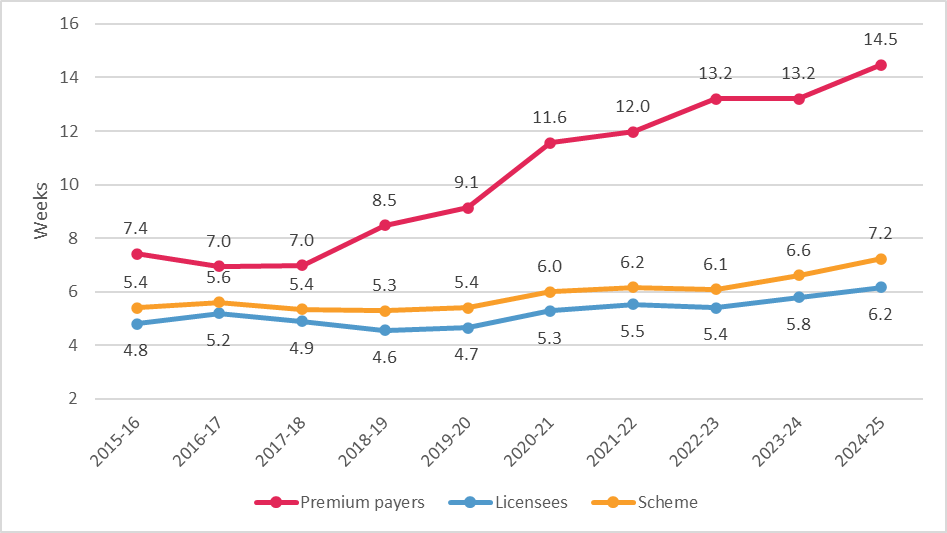 16
14
12
10
8
6
4
2
Weeks
7.4 7.0 7.0 8.5 9.1 11.6 12.0 13.2 13.2 14.5
5.4 5.6 5.4 5.3 5.4 6.0 6.2 6.1 6.6 7.2
4.8 5.2 4.9 4.6 4.7 5.3 5.5 5.4 5.8 6.2
2015-16 2016-17 2017-18 2018-19 2019-20 2020-21 2021-22 2022-23 2023-24 2024-25
Premium payers Licensees Scheme